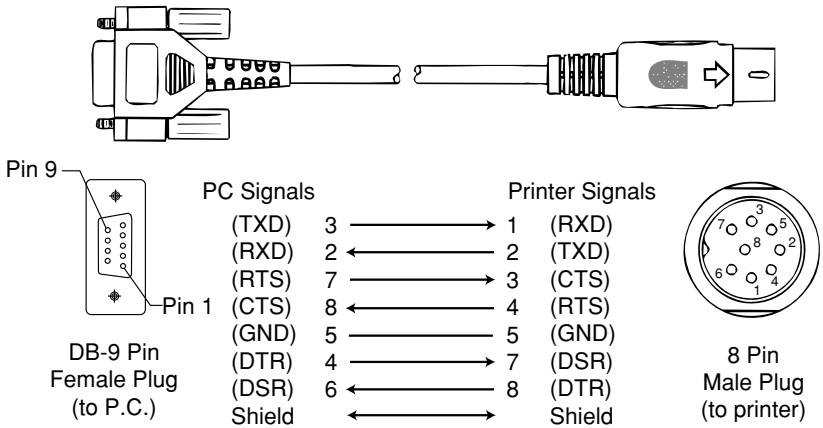 Pin 9
PC Signals Printer Signals
(TXD) 3 1 (RXD)
(RXD) 2 2 (TXD)
(RTS) 7 3 (CTS)
Pin 1 (CTS) 8 4 (RTS)
(GND) 5 5 (GND)
(DTR) 4 7 (DSR)
(DSR) 6 8 (DTR)
Shield Shield
DB-9 Pin
Female Plug
(to P.C.)
3
7 5
8 2
6 4
1
8 Pin
Male Plug
(to printer)